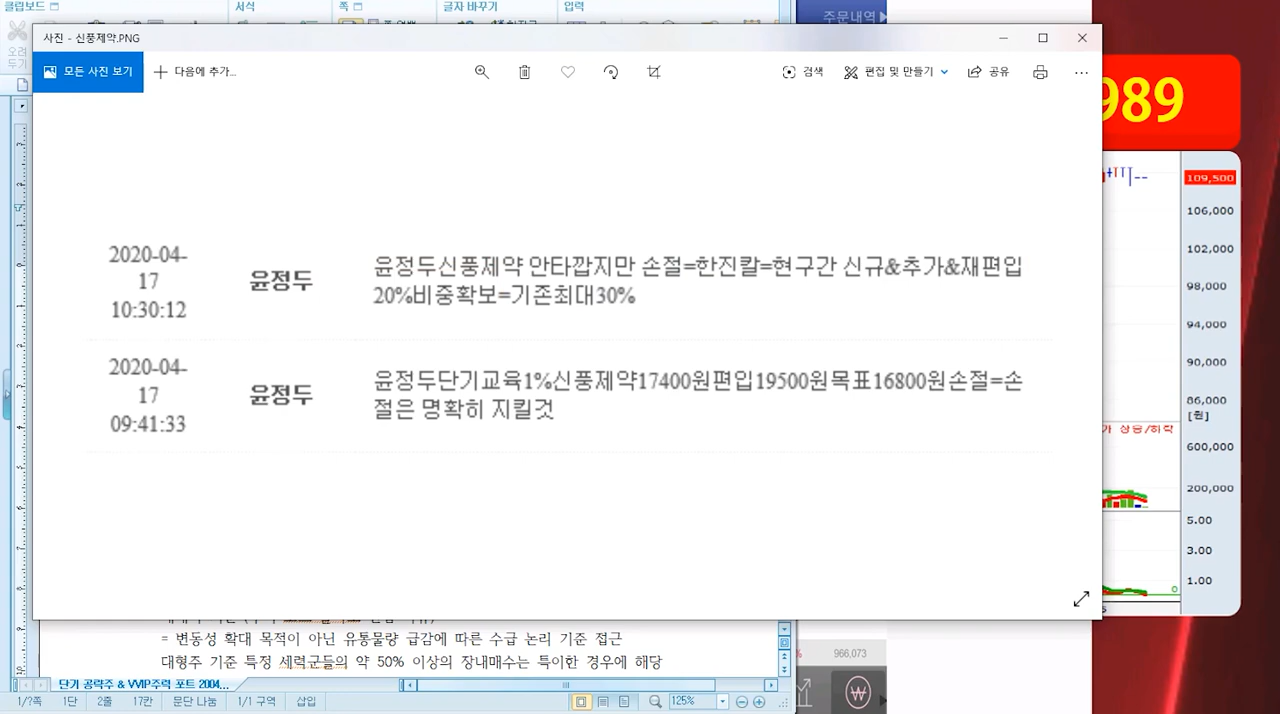 클립보드
서식
쪽
글자 바꾸기
입력
주문내역
오려
두기
사진 - 신풍제약.PNG
모든 사진 보기
다음에 추가...
검색
편집 및 만들기
공유
989
2020-04-
17
10:30:12
윤정두
윤정두신풍제약 안타깝지만 손절=한진칼=현구간 신규&추가&재편입
20%비중확보=기존최대30%
2020-04-
17
09:41:33
윤정두
윤정두단기교육1%신풍제약17400원편입19500원목표16800원손절=손
절은 명확히 지킬것
109,500
106,000
102,000
98,000
94,000
90,000
86,000
[원]
가 상승/하락
600,000
200,000
5.00
3.00
1.00
0
= 변동성 확대 목적이 아닌 유통물량 급감에 따른 수급 논리 기준 접근
대형주 기준 특정 세력군들의 약 50% 이상의 장내매수는 특이한 경우에 해당
%
966,073
단기 공략주 & VVIP주력 포트 2004...
1/?쪽
1단
2줄
17칸
문단 나눔
1/1 구역
삽입
125%